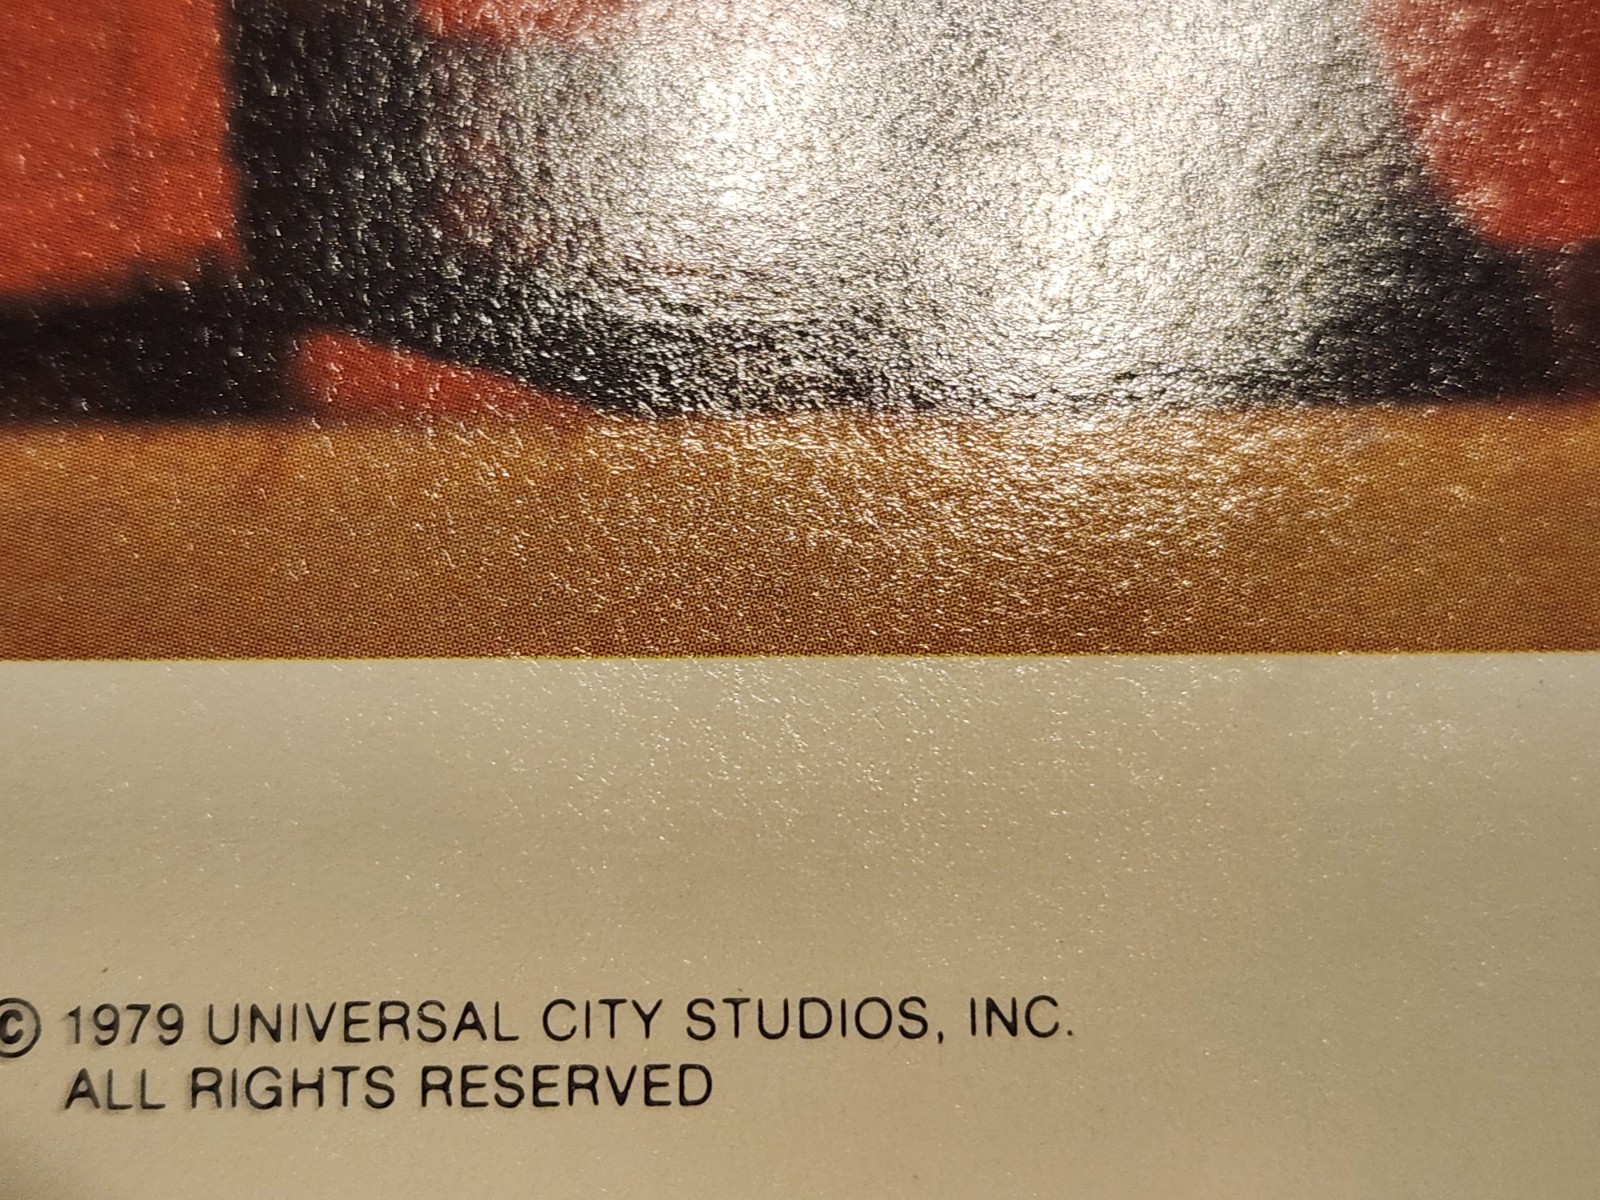 © 1979 UNIVERSAL CITY STUDIOS, INC.
ALL RIGHTS RESERVED